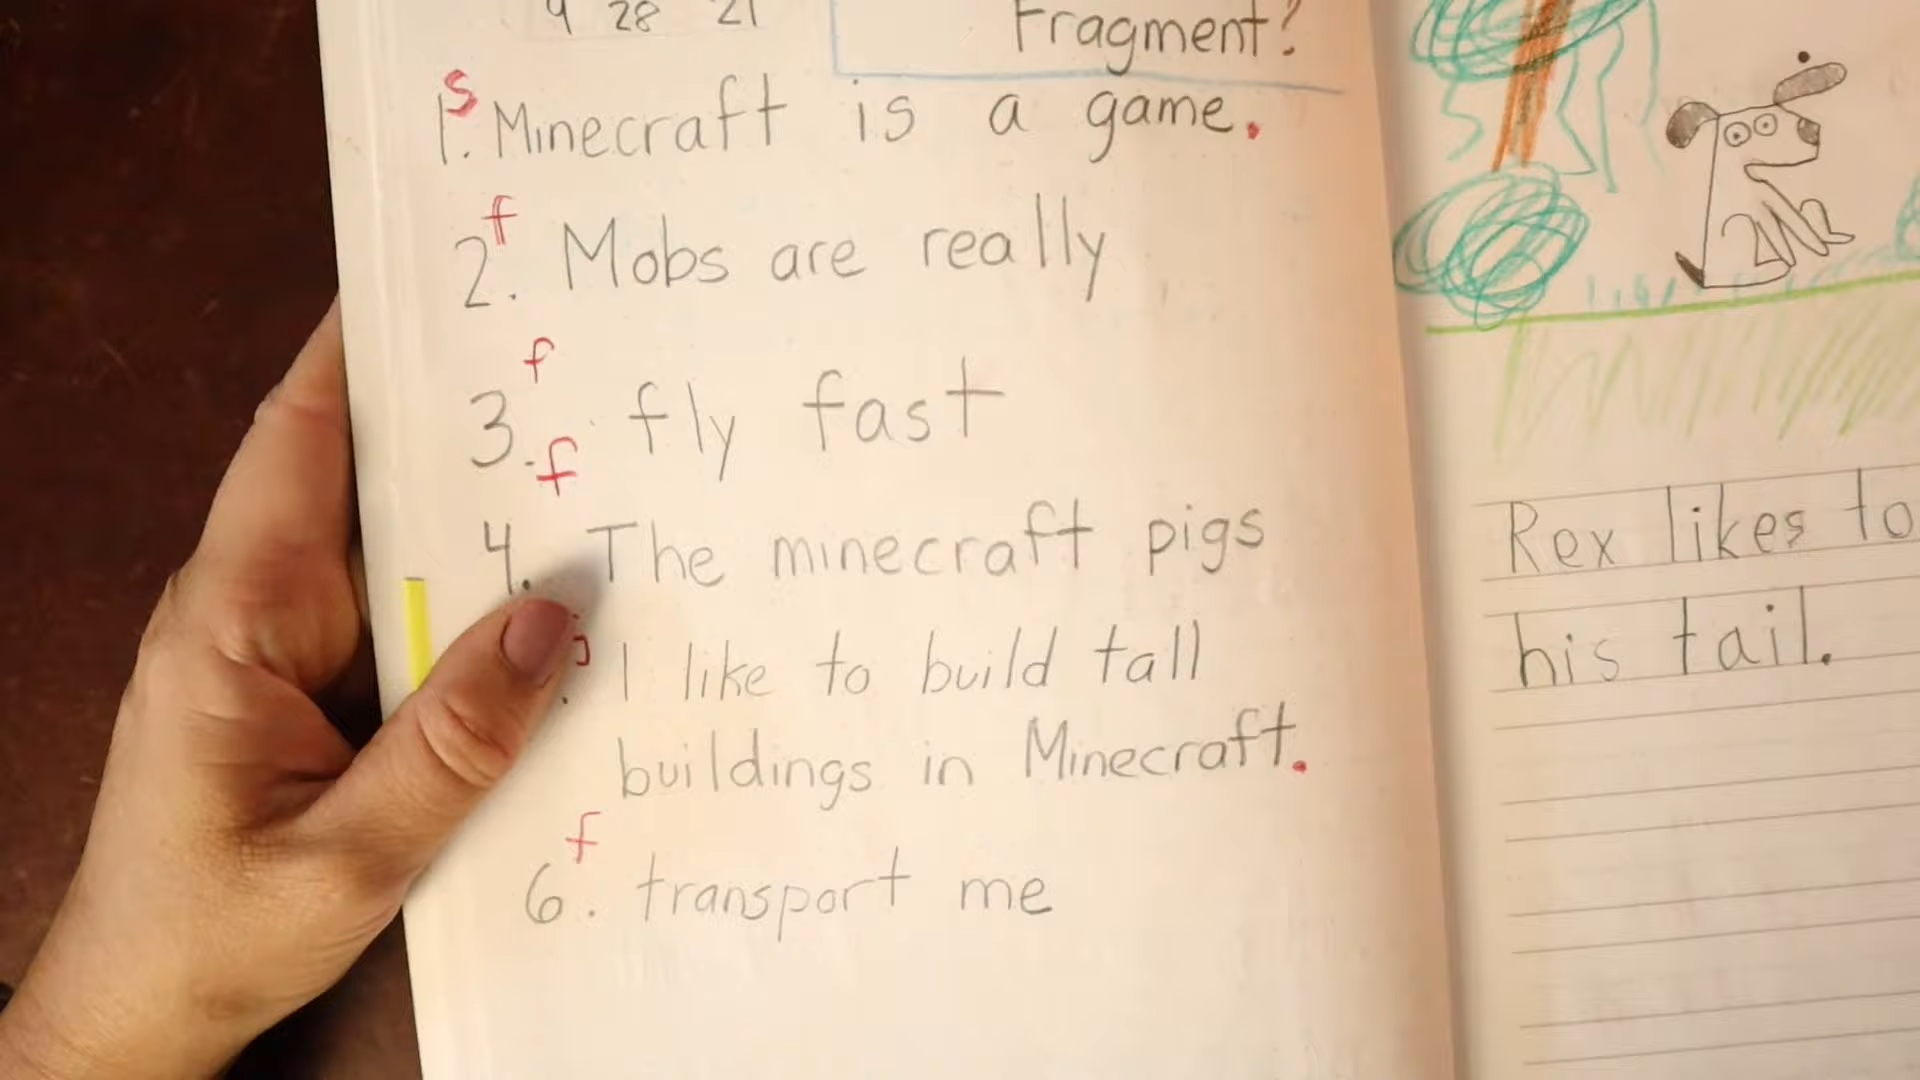 9 28 21
Fragment?
s
1. Minecraft is a game.
f
2. Mobs are really
f
3. fly fast
f
4. The minecraft pigs
. I like to build tall
buildings in Minecraft.
f
6. transport me
Rex likes to
his tail.